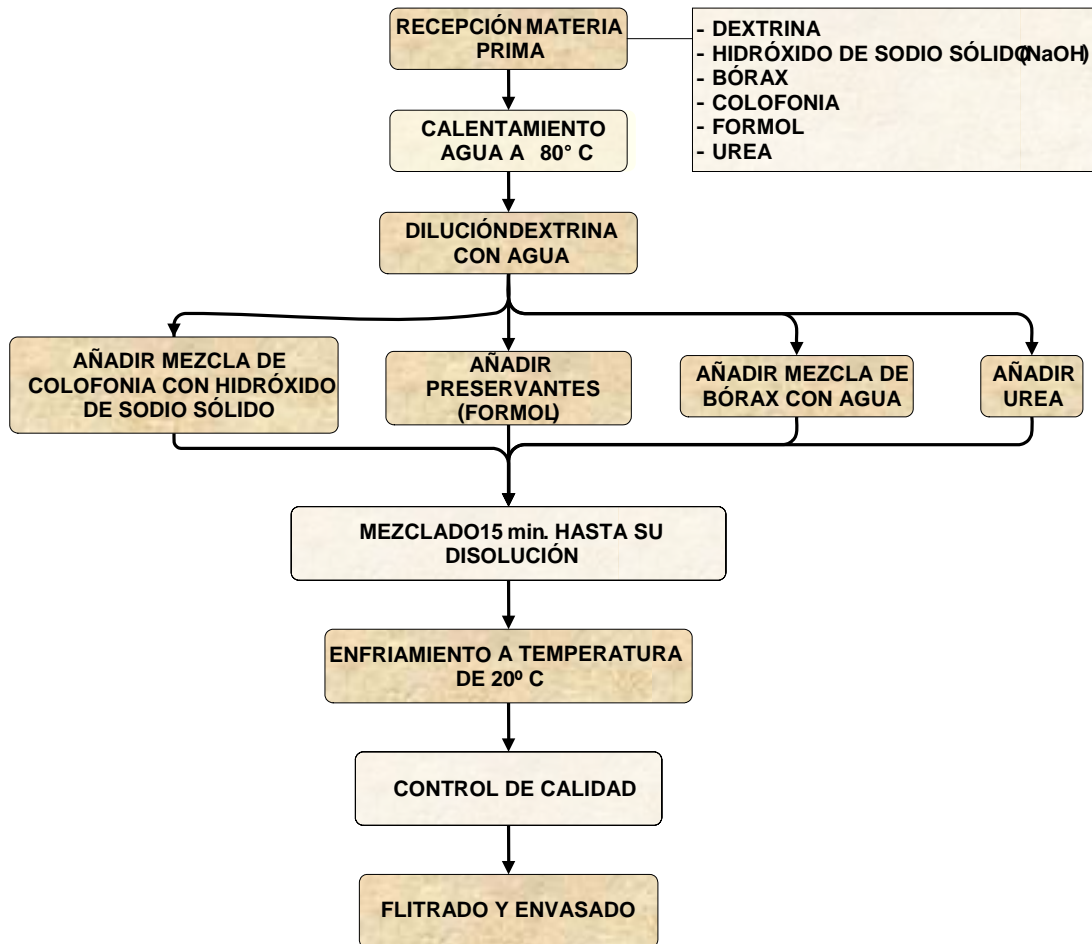 RECEPCIÓN MATERIA
PRIMA
- DEXTRINA
- HIDRÓXIDO DE SODIO SÓLIDO(NaOH)
- BÓRAX
- COLOFONIA
- FORMOL
- UREA
CALENTAMIENTO
AGUA A 80° C
DILUCIÓNDEXTRINA
CON AGUA
AÑADIR MEZCLA DE
COLOFONIA CON HIDRÓXIDO
DE SODIO SÓLIDO
AÑADIR
PRESERVANTES
(FORMOL)
AÑADIR MEZCLA DE
BÓRAX CON AGUA
AÑADIR
UREA
MEZCLADO15 min. HASTA SU
DISOLUCIÓN
ENFRIAMIENTO A TEMPERATURA
DE 20º C
CONTROL DE CALIDAD
FLITRADO Y ENVASADO